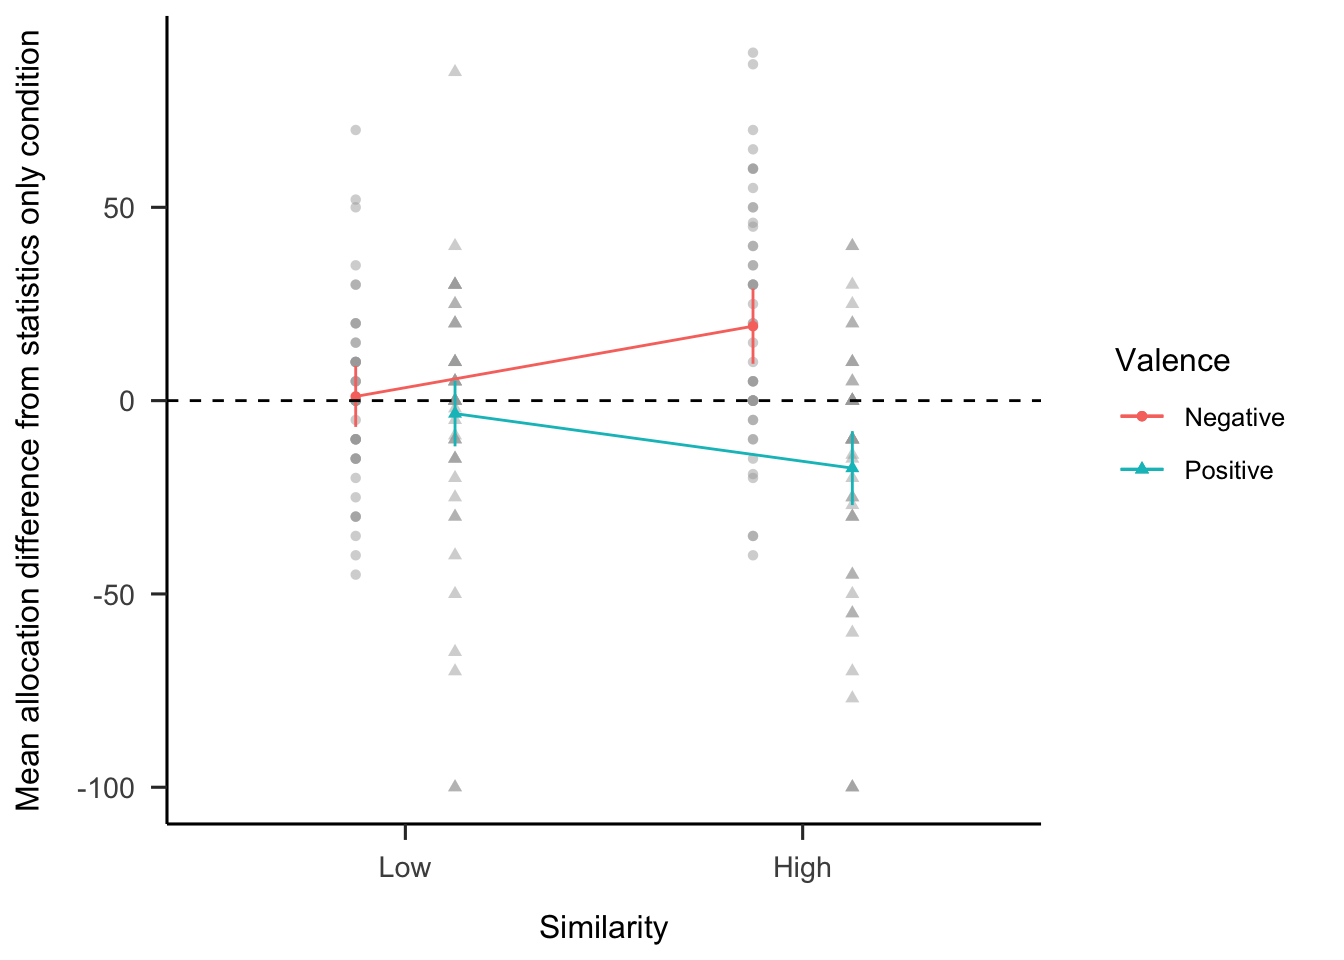 Mean allocation difference from statistics only condition
50
0
-50
-100
Low
High
Similarity
Valence
Negative
Positive